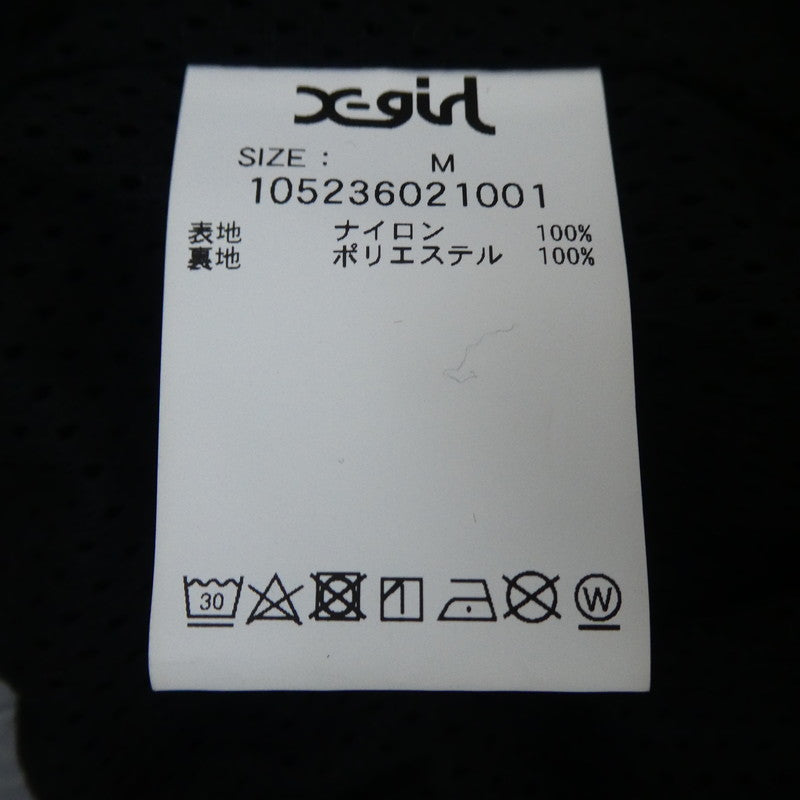 X-girl
SIZE : M
105236021001
表地 ナイロン 100%
裏地 ポリエステル 100%
30 W